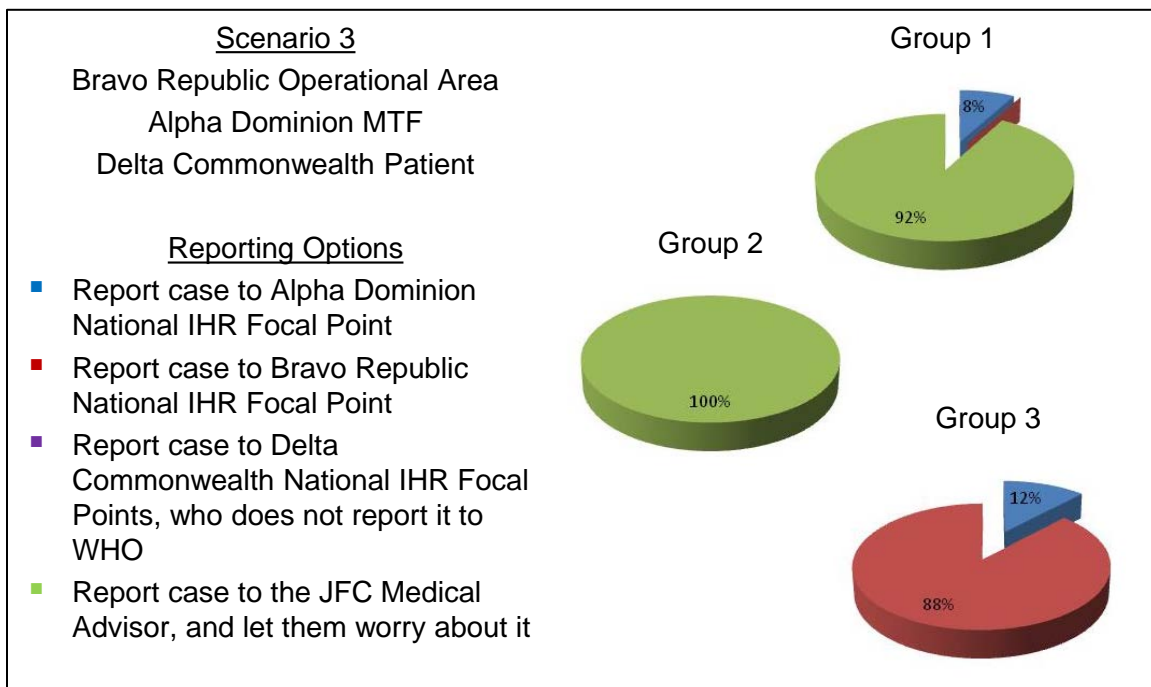 Scenario 3
Bravo Republic Operational Area
Alpha Dominion MTF
Delta Commonwealth Patient
Reporting Options
Report case to Alpha Dominion
National IHR Focal Point
Report case to Bravo Republic
National IHR Focal Point
Report case to Delta
Commonwealth National IHR Focal
Points, who does not report it to
WHO
Report case to the JFC Medical
Advisor, and let them worry about it
Group 1
8%
92%
Group 2
100%
Group 3
12%
88%